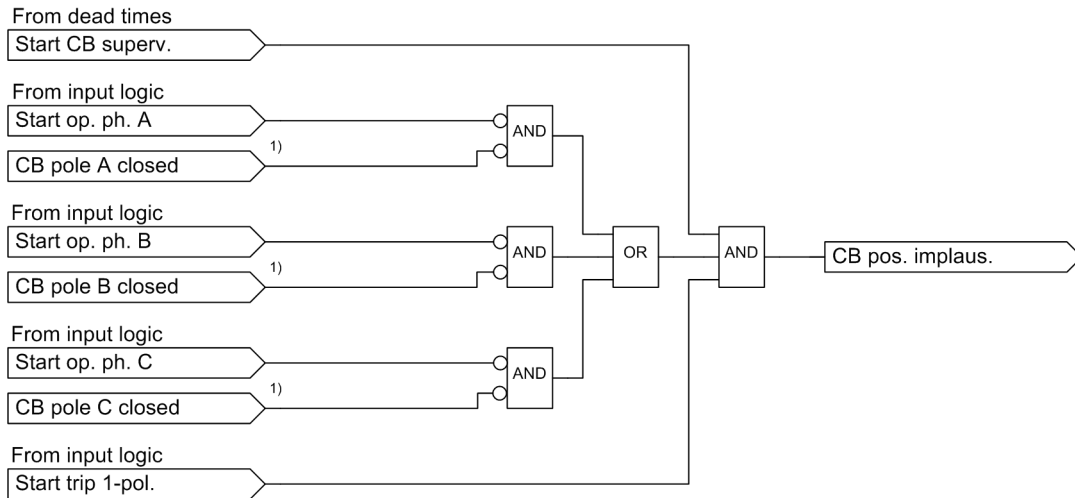 From dead times
Start CB superv.
From input logic
Start op. ph. A
AND
1)
CB pole A closed
From input logic
Start op. ph. B
AND
OR
AND
CB pos. implaus.
1)
CB pole B closed
From input logic
Start op. ph. C
AND
1)
CB pole C closed
From input logic
Start trip 1-pol.